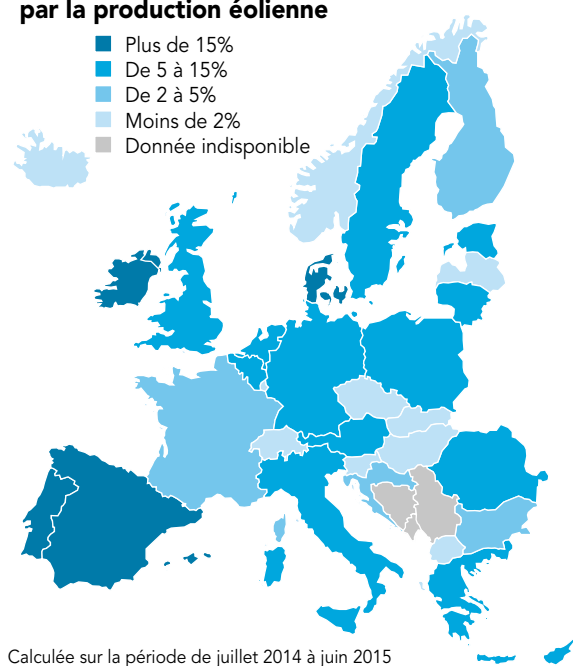 par la production éolienne
Plus de 15%
De 5 à 15%
De 2 à 5%
Moins de 2%
Donnée indisponible
Calculée sur la période de juillet 2014 à juin 2015